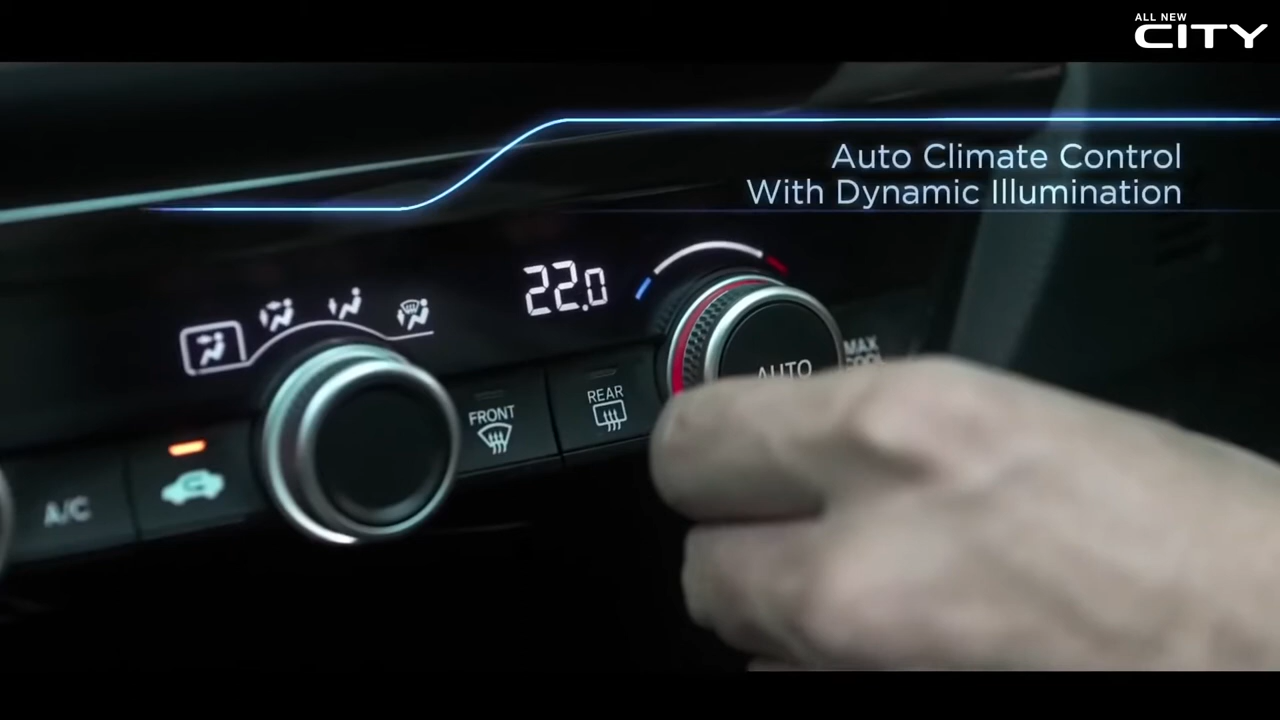 ALL NEW
CITY
Auto Climate Control
With Dynamic Illumination
22.0
AUTO
MAX
REAR
FRONT
A/C